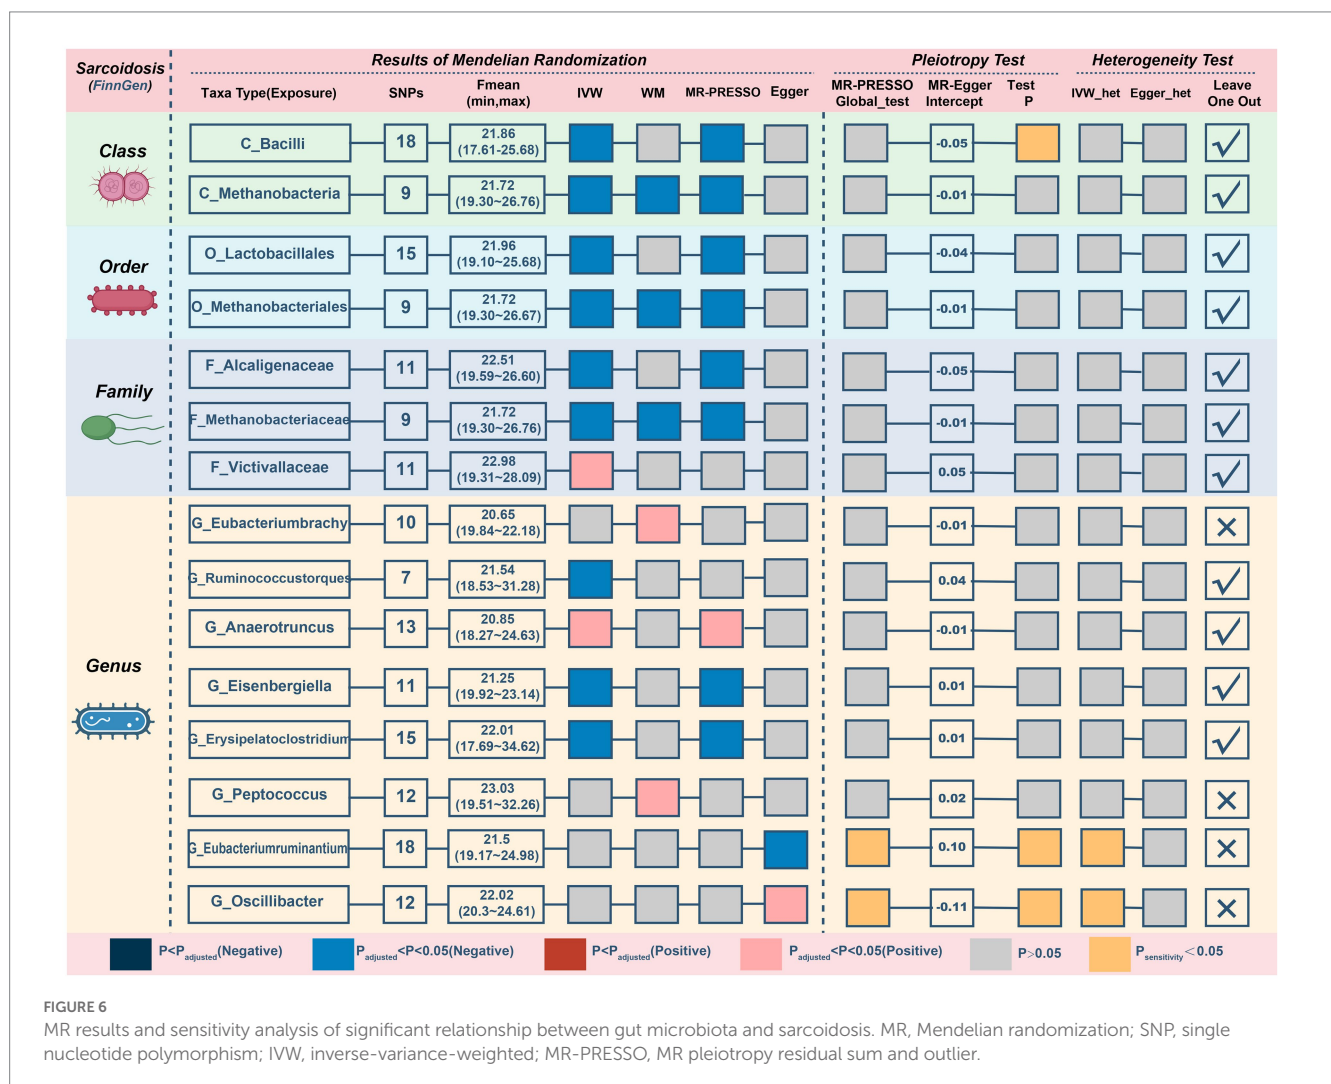 Sarcoidosis
(FinnGen)
Results of Mendelian Randomization
Pleiotropy Test
Heterogeneity Test
Taxa Type(Exposure)
SNPs
Fmean
(min,max)
IVW
WM
MR-PRESSO
Egger
MR-PRESSO
Global_test
MR-Egger
Intercept
Test
P
IVW_het
Egger_het
Leave
One Out
Class
C_Bacilli
18
21.86
(17.61-25.68)
-0.05
C_Methanobacteria
9
21.72
(19.30~26.76)
-0.01
Order
O_Lactobacillales
15
21.96
(19.10~25.68)
-0.04
O_Methanobacteriales
9
21.72
(19.30~26.67)
-0.01
Family
F_Alcaligenaceae
11
22.51
(19.59~26.60)
-0.05
F_Methanobacteriaceae
9
21.72
(19.30~26.76)
-0.01
F_Victivallaceae
11
22.98
(19.31~28.09)
0.05
Genus
G_Eubacteriumbrachy
10
20.65
(19.84~22.18)
-0.01
G_Ruminococcustorques
7
21.54
(18.53~31.28)
0.04
G_Anaerotruncus
13
20.85
(18.27~24.63)
-0.01
G_Eisenbergiella
11
21.25
(19.92~23.14)
0.01
G_Erysipelatoclostridium
15
22.01
(17.69~34.62)
0.01
G_Peptococcus
12
23.03
(19.51~32.26)
0.02
G_Eubacteriumruminantium
18
21.5
(19.17~24.98)
0.10
G_Oscillibacter
12
22.02
(20.3~24.61)
-0.11
P<Padjusted(Negative)
Padjusted<P<0.05(Negative)
P<Padjusted(Positive)
Padjusted<P<0.05(Positive)
P>0.05
Psensitivity<0.05
FIGURE 6
MR results and sensitivity analysis of significant relationship between gut microbiota and sarcoidosis. MR, Mendelian randomization; SNP, single
nucleotide polymorphism; IVW, inverse-variance-weighted; MR-PRESSO, MR pleiotropy residual sum and outlier.